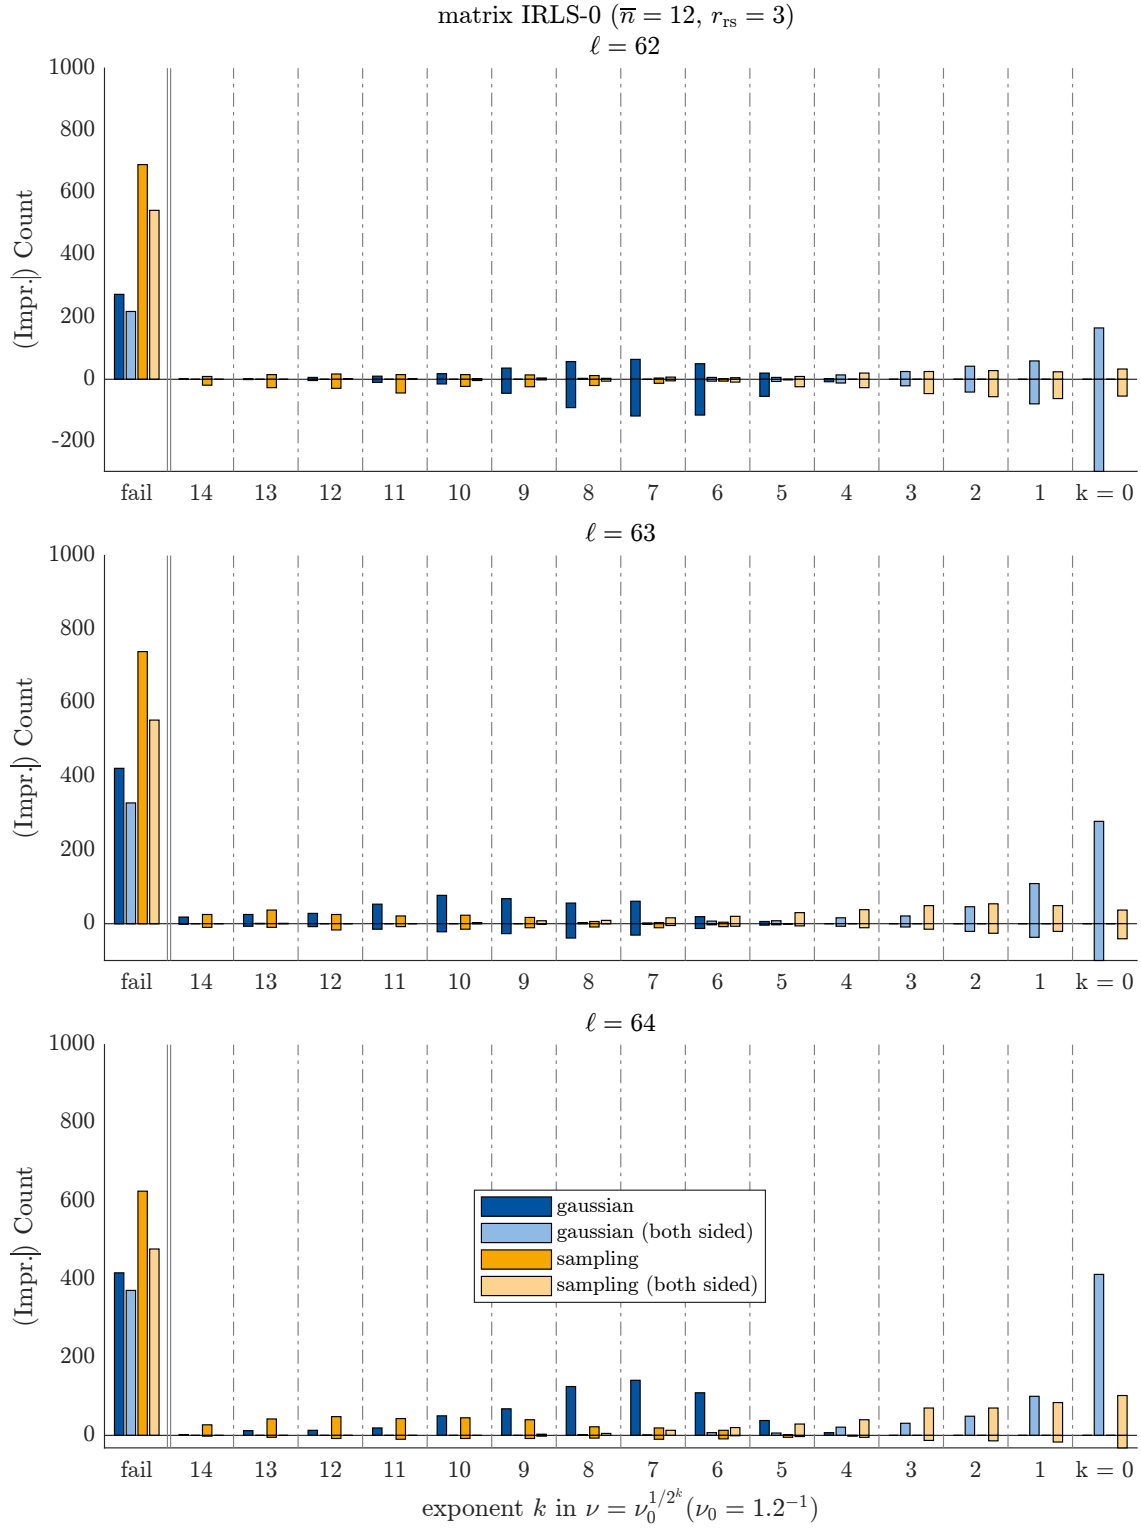 matrix IRLS-0 (n̅ = 12, r_rs = 3)
ℓ = 62
1000
800
600
400
200
0
-200
(Impr.|) Count
fail 14 13 12 11 10 9 8 7 6 5 4 3 2 1 k = 0
ℓ = 63
1000
800
600
400
200
0
(Impr.|) Count
fail 14 13 12 11 10 9 8 7 6 5 4 3 2 1 k = 0
ℓ = 64
1000
800
600
400
200
0
(Impr.|) Count
gaussian
gaussian (both sided)
sampling
sampling (both sided)
fail 14 13 12 11 10 9 8 7 6 5 4 3 2 1 k = 0
exponent k in ν = ν_0^{1/2^k} (ν_0 = 1.2^{-1})